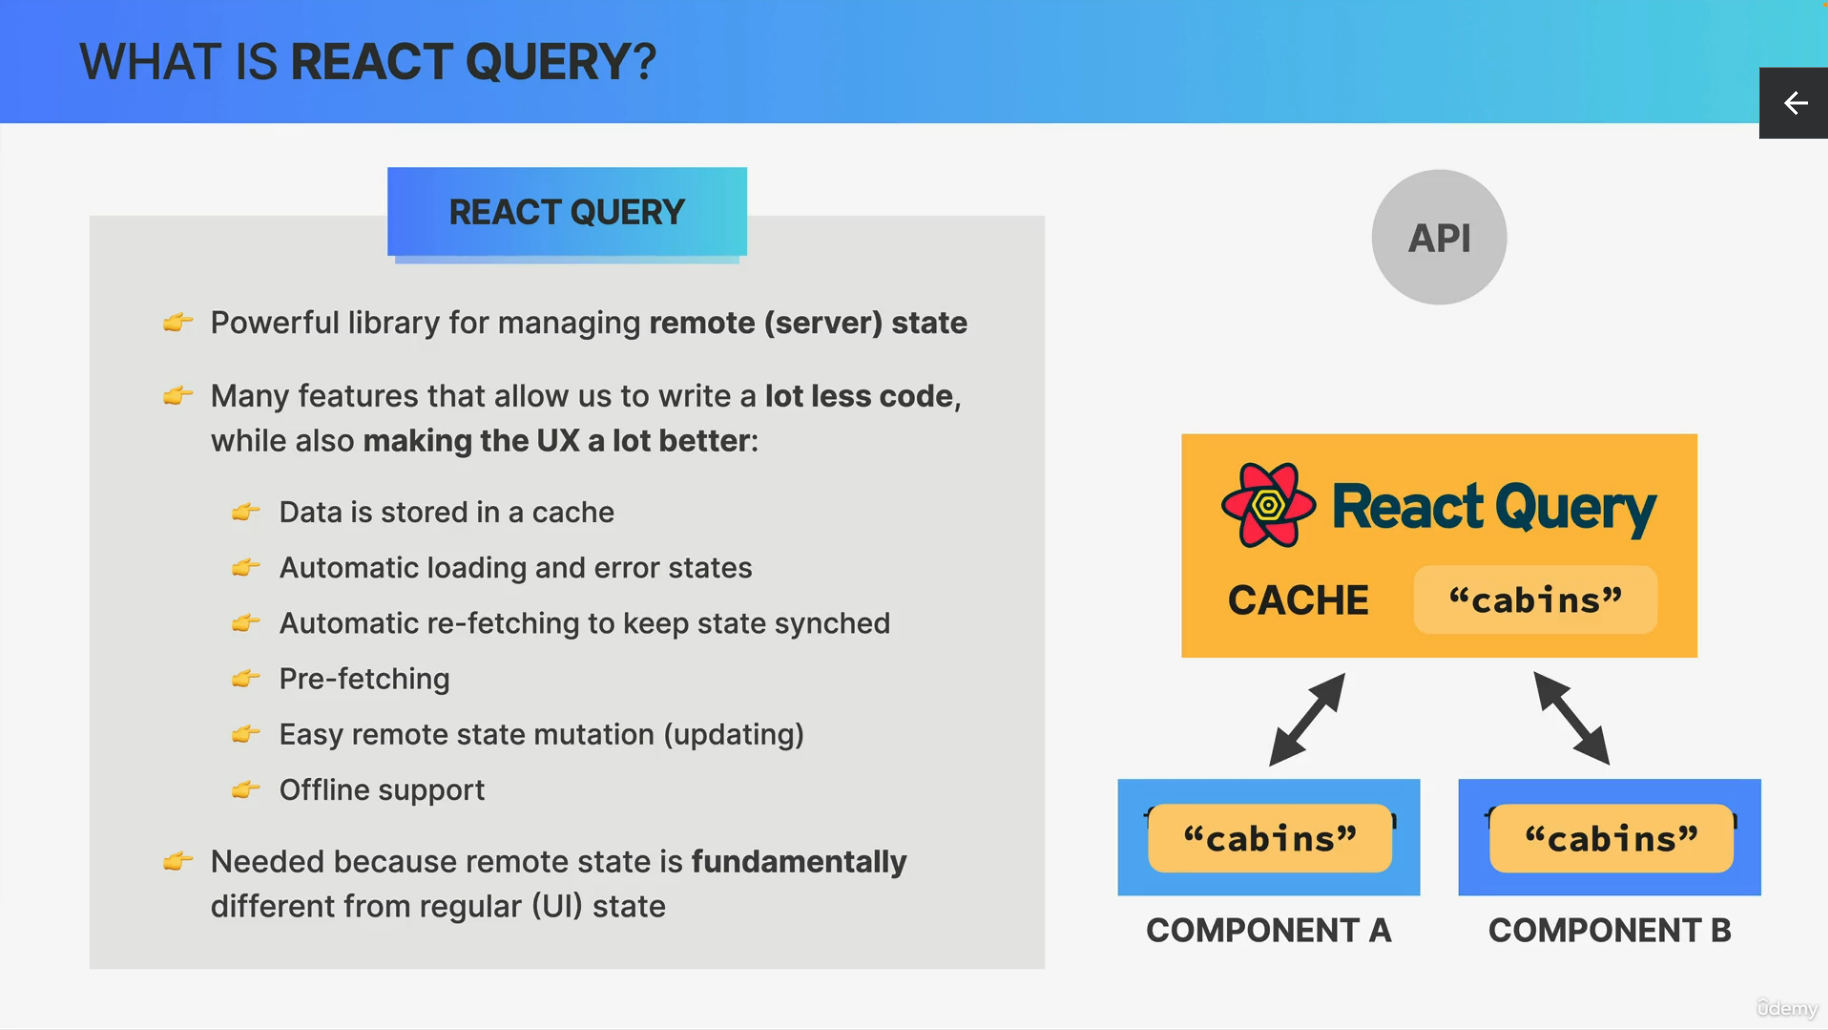 WHAT IS REACT QUERY?
REACT QUERY
Powerful library for managing remote (server) state
Many features that allow us to write a lot less code,
while also making the UX a lot better:
Data is stored in a cache
Automatic loading and error states
Automatic re-fetching to keep state synched
Pre-fetching
Easy remote state mutation (updating)
Offline support
Needed because remote state is fundamentally
different from regular (UI) state
API
React Query
CACHE
“cabins”
“cabins”
“cabins”
COMPONENT A
COMPONENT B
ûdemy